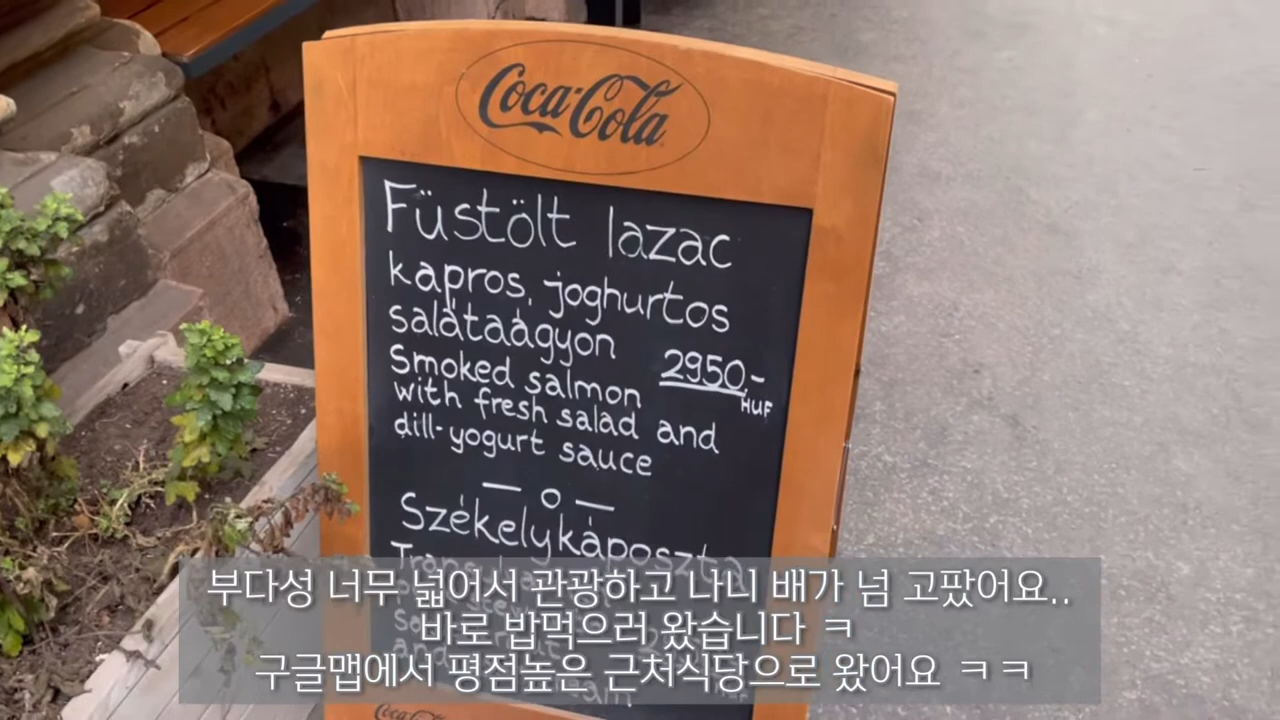 Coca-Cola
Füstölt lazac
kapros, joghurtos
salátaágyon
2950,-
HUF
Smoked salmon
with fresh salad and
dill-yogurt sauce
— o —
Székelykáposzta
부다성 너무 넓어서 관광하고 나니 배가 넘 고팠어요..
바로 밥먹으러 왔습니다 ㅋ
구글맵에서 평점높은 근처식당으로 왔어요 ㅋㅋ
Coca-Cola